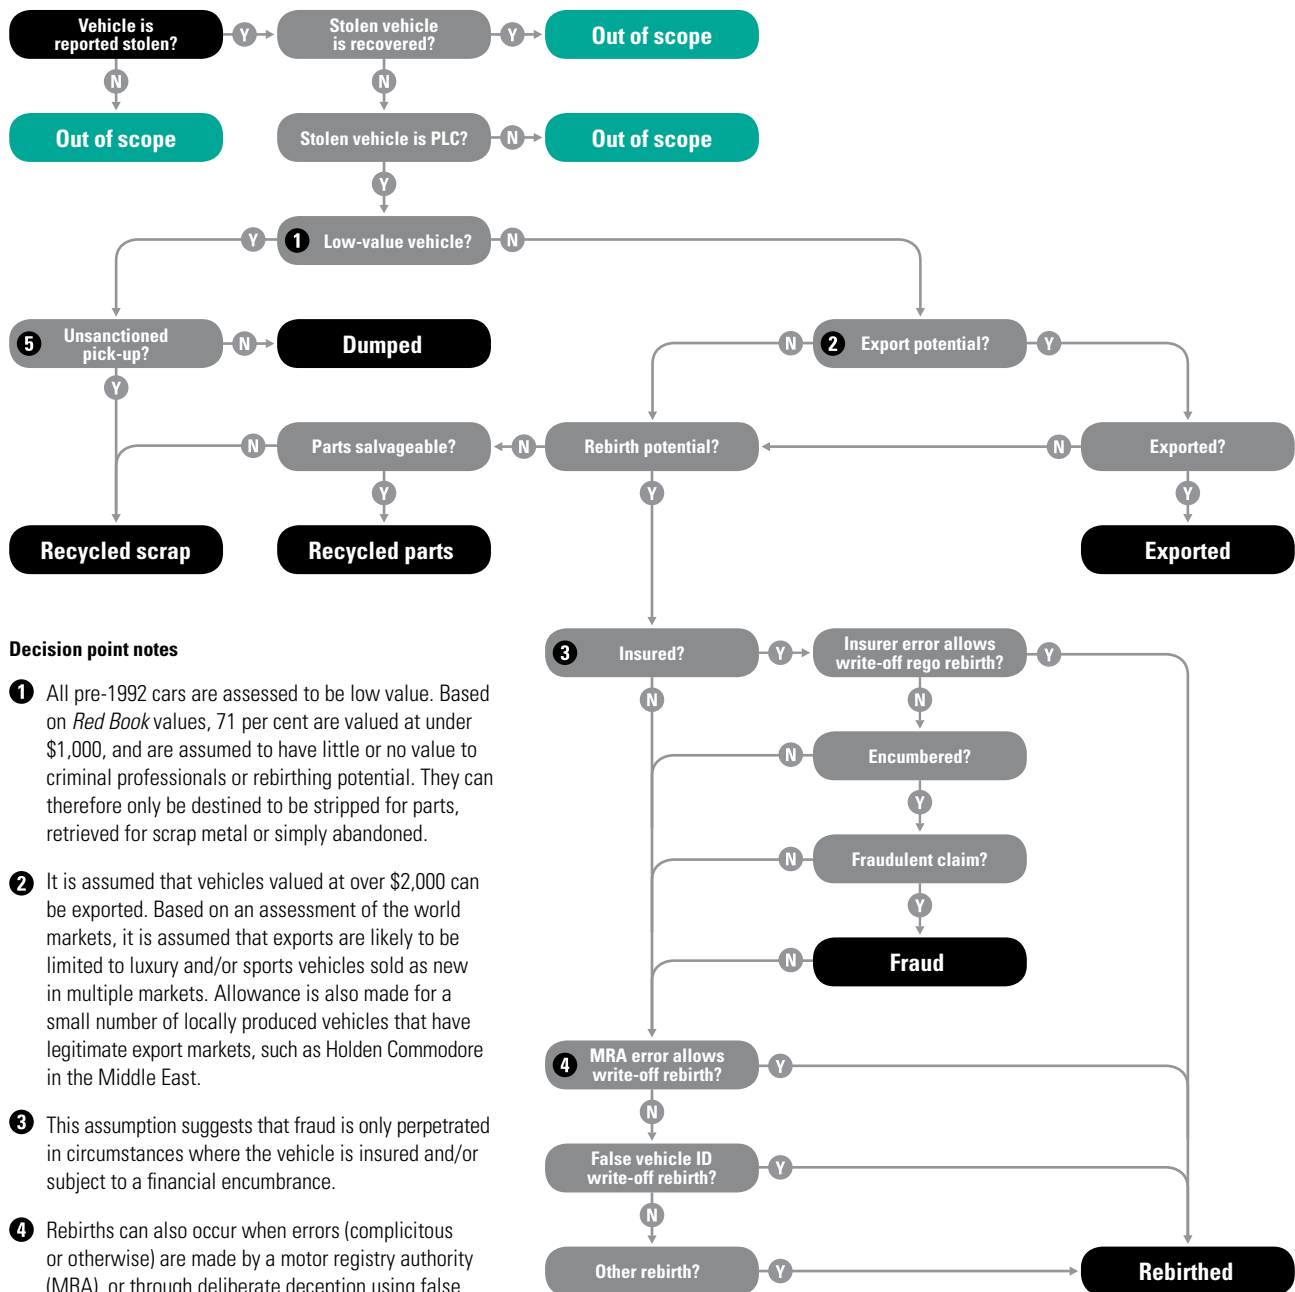 Vehicle is
reported stolen?
Y
Stolen vehicle
is recovered?
Y
Out of scope
N
N
Out of scope
Stolen vehicle is PLC?
N
Out of scope
Y
Y
1 Low-value vehicle?
N
5 Unsanctioned
pick-up?
N
Dumped
N
2 Export potential?
Y
Y
N
Parts salvageable?
N
Rebirth potential?
N
Exported?
Y
Y
Y
Recycled scrap
Recycled parts
Exported
Decision point notes
1 All pre-1992 cars are assessed to be low value. Based
on Red Book values, 71 per cent are valued at under
$1,000, and are assumed to have little or no value to
criminal professionals or rebirthing potential. They can
therefore only be destined to be stripped for parts,
retrieved for scrap metal or simply abandoned.
2 It is assumed that vehicles valued at over $2,000 can
be exported. Based on an assessment of the world
markets, it is assumed that exports are likely to be
limited to luxury and/or sports vehicles sold as new
in multiple markets. Allowance is also made for a
small number of locally produced vehicles that have
legitimate export markets, such as Holden Commodore
in the Middle East.
3 This assumption suggests that fraud is only perpetrated
in circumstances where the vehicle is insured and/or
subject to a financial encumbrance.
4 Rebirths can also occur when errors (complicitous
or otherwise) are made by a motor registry authority
(MRA), or through deliberate deception using false
3 Insured?
Y
Insurer error allows
write-off rego rebirth?
Y
N
N
N
Encumbered?
Y
N
Fraudulent claim?
Y
N
Fraud
4 MRA error allows
write-off rebirth?
Y
N
False vehicle ID
write-off rebirth?
Y
N
Other rebirth?
Y
Rebirthed